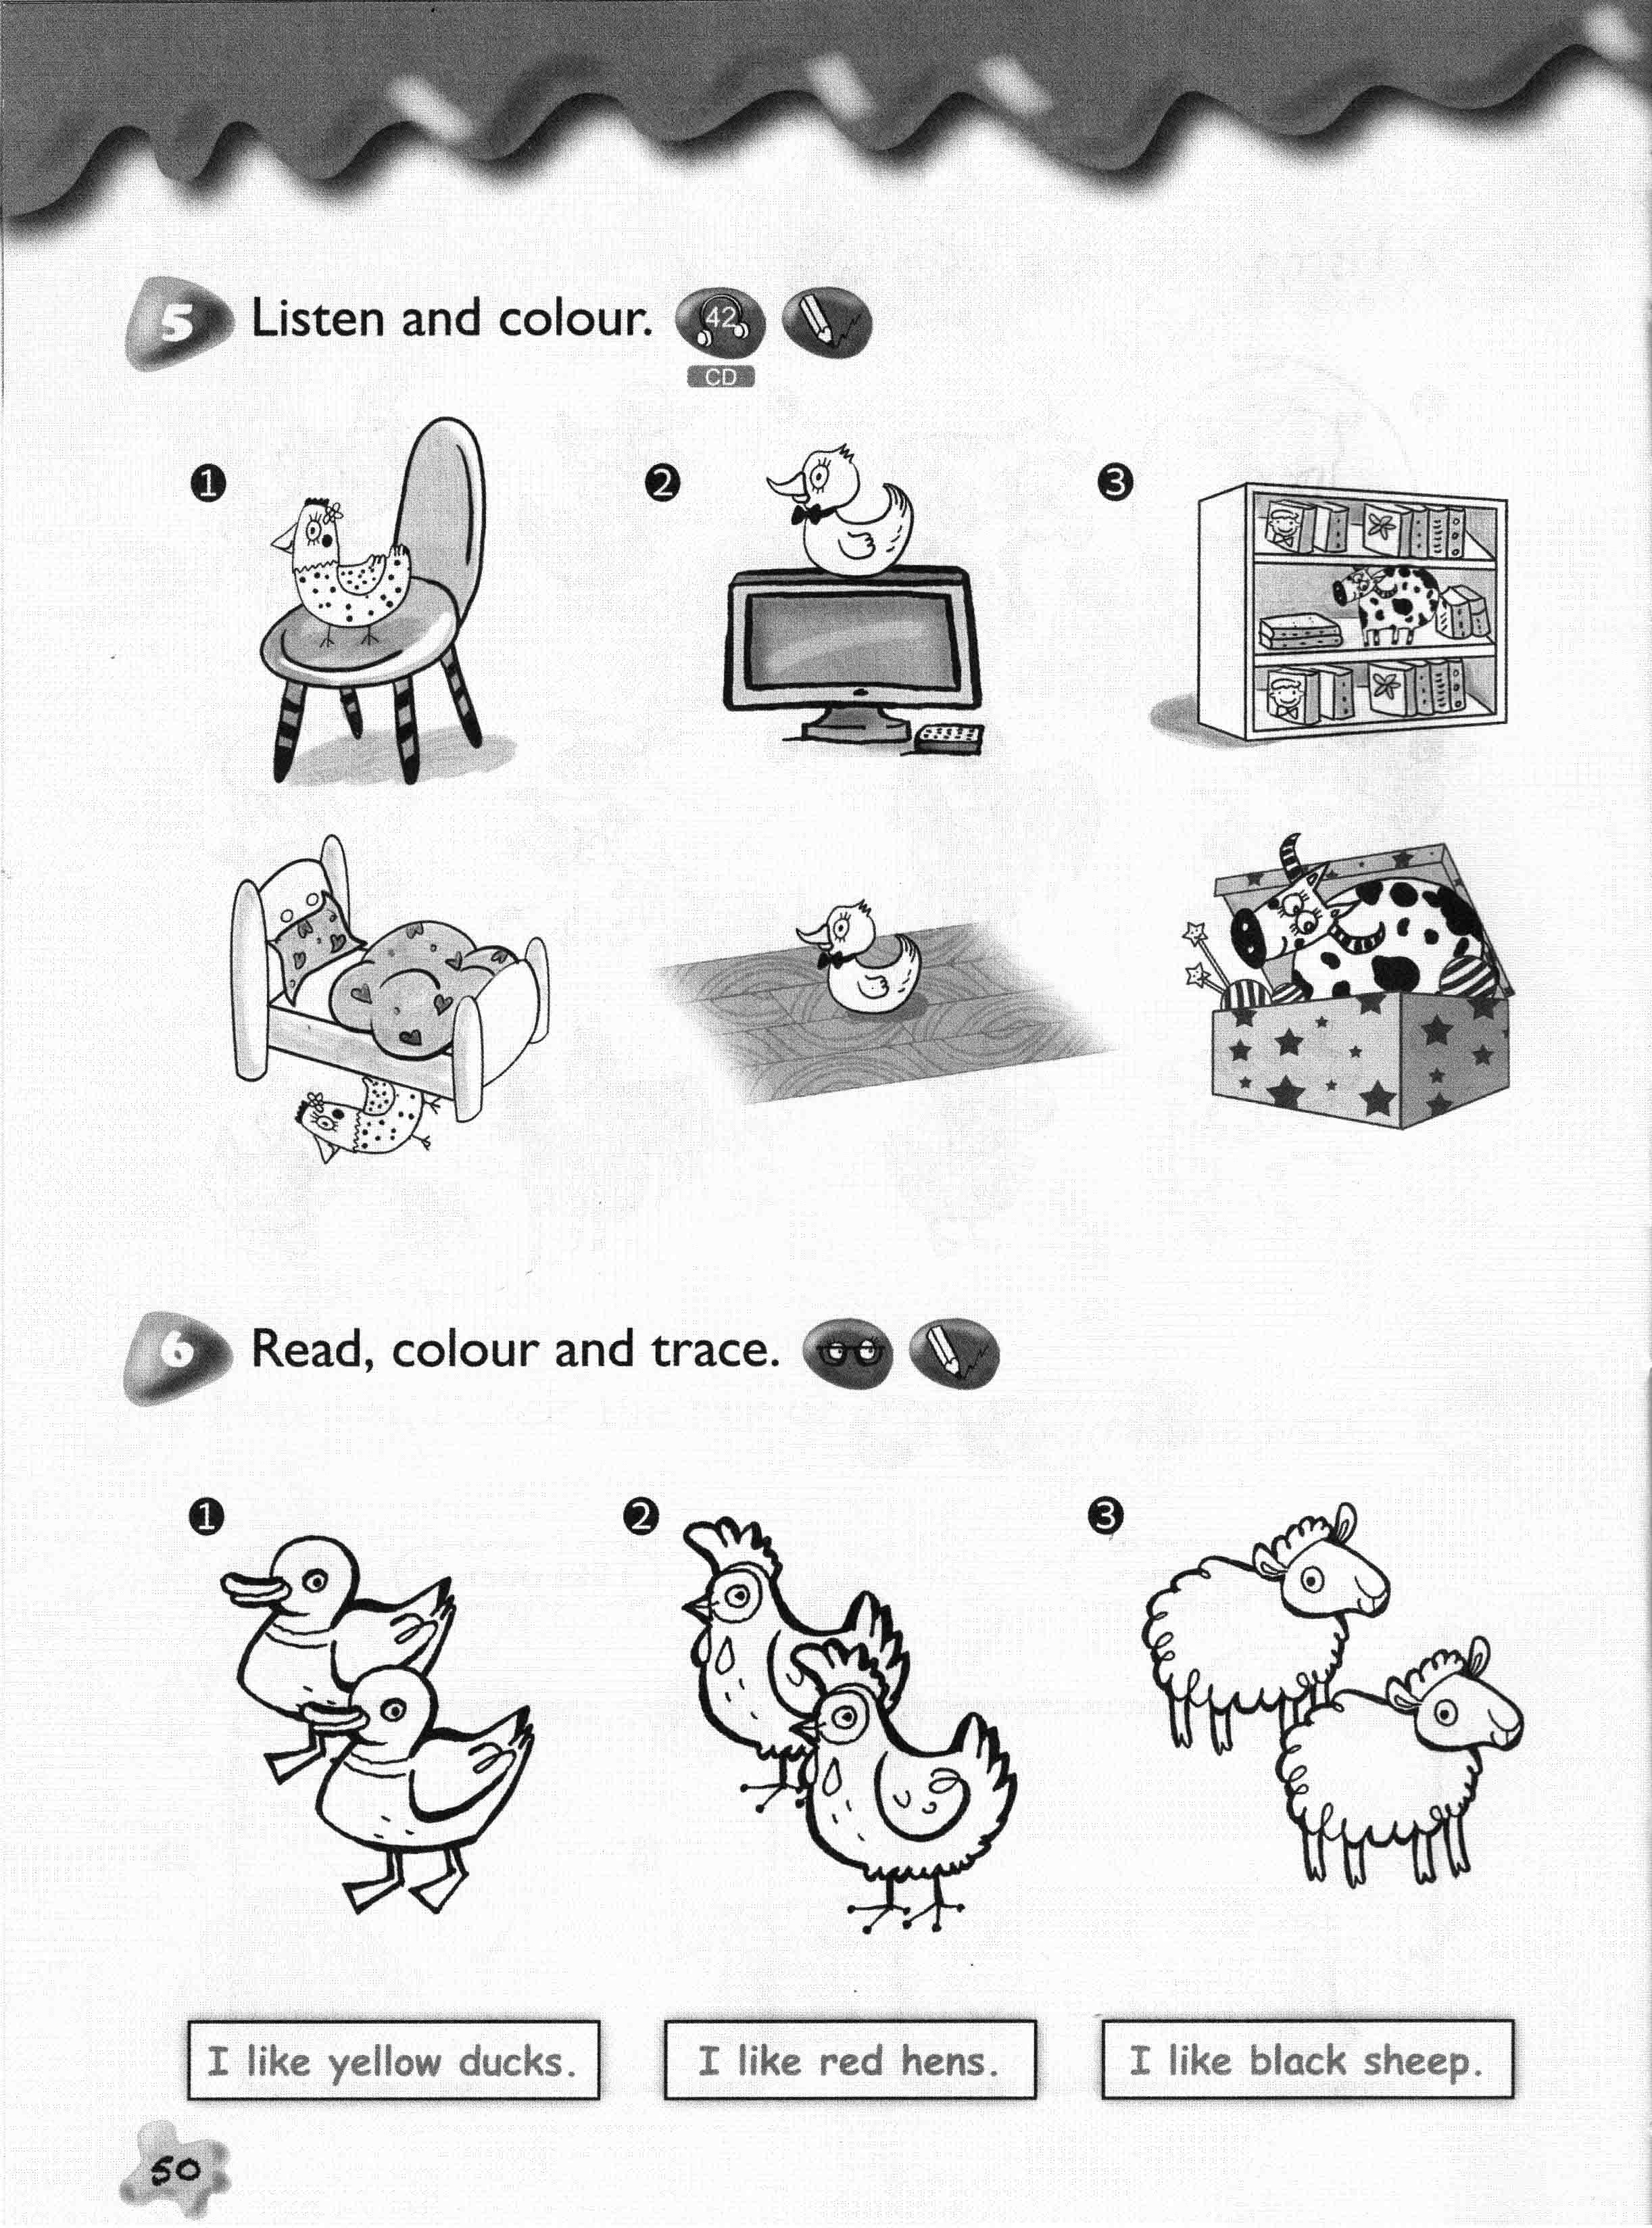 5 Listen and colour. 42
CD
1 2 3
6 Read, colour and trace.
1 2 3
I like yellow ducks. I like red hens. I like black sheep.
50